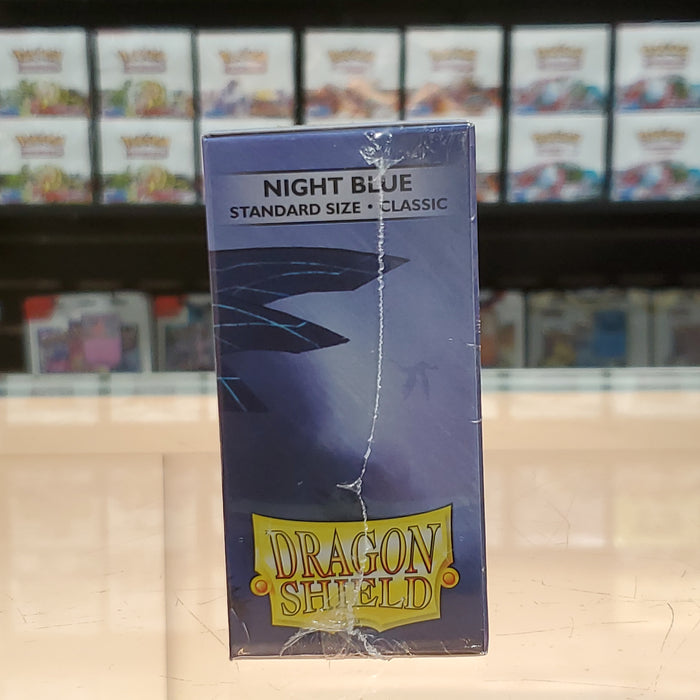 NIGHT BLUE
STANDARD SIZE • CLASSIC
DRAGON
SHIELD